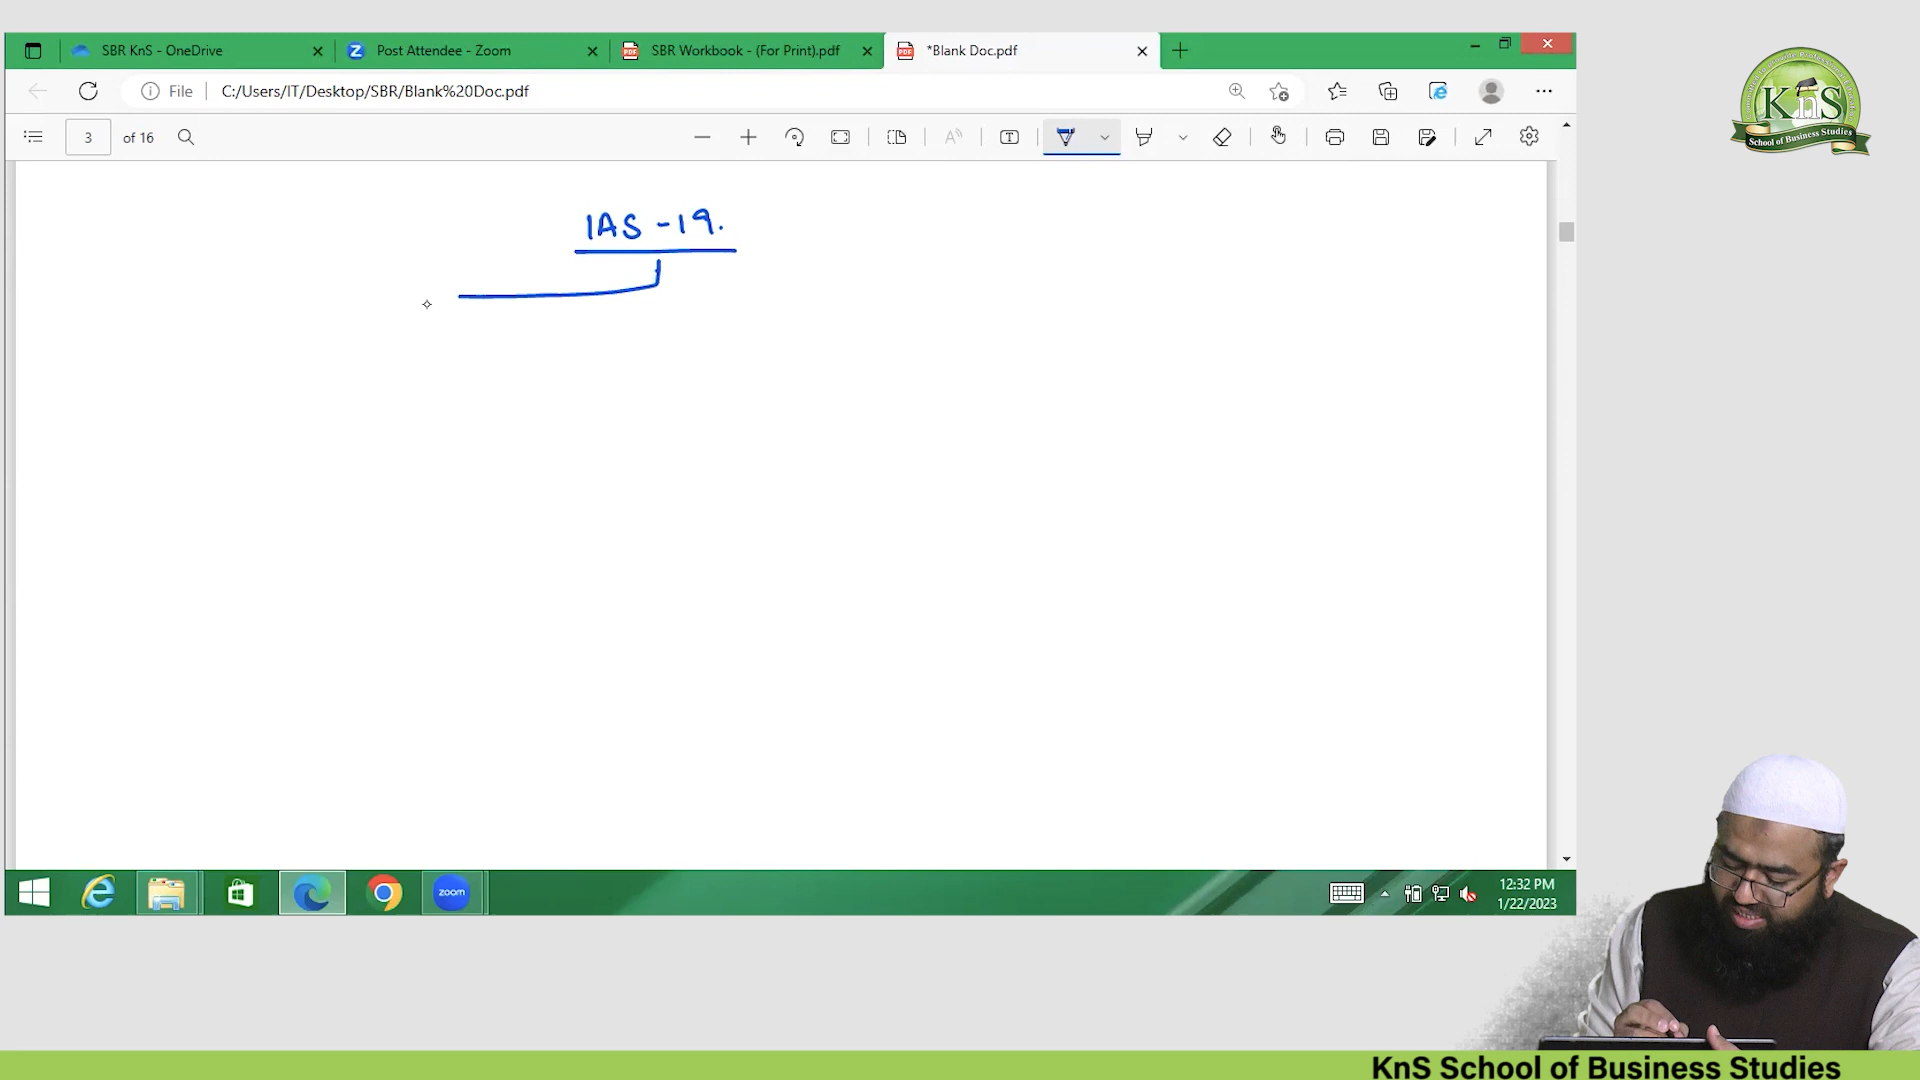 SBR KnS - OneDrive
Post Attendee - Zoom
SBR Workbook - (For Print).pdf
*Blank Doc.pdf
File
C:/Users/IT/Desktop/SBR/Blank%20Doc.pdf
3 of 16
IAS -19.
KnS
School of Business Studies
zoom
12:32 PM
1/22/2023
KnS School of Business Studies